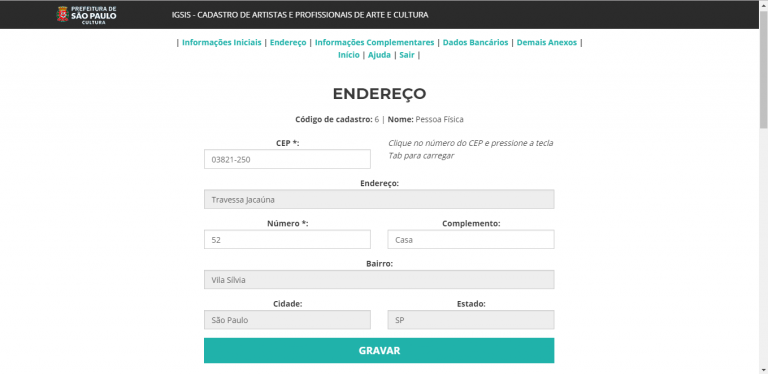 PREFEITURA DE
SÃO PAULO
CULTURA
IGSIS - CADASTRO DE ARTISTAS E PROFISSIONAIS DE ARTE E CULTURA
| Informações Iniciais | Endereço | Informações Complementares | Dados Bancários | Demais Anexos |
Início | Ajuda | Sair |
ENDEREÇO
Código de cadastro: 6 | Nome: Pessoa Física
CEP *:
03821-250
Clique no número do CEP e pressione a tecla
Tab para carregar
Endereço:
Travessa Jacaúna
Número *: Complemento:
52 Casa
Bairro:
Vila Sílvia
Cidade: Estado:
São Paulo SP
GRAVAR